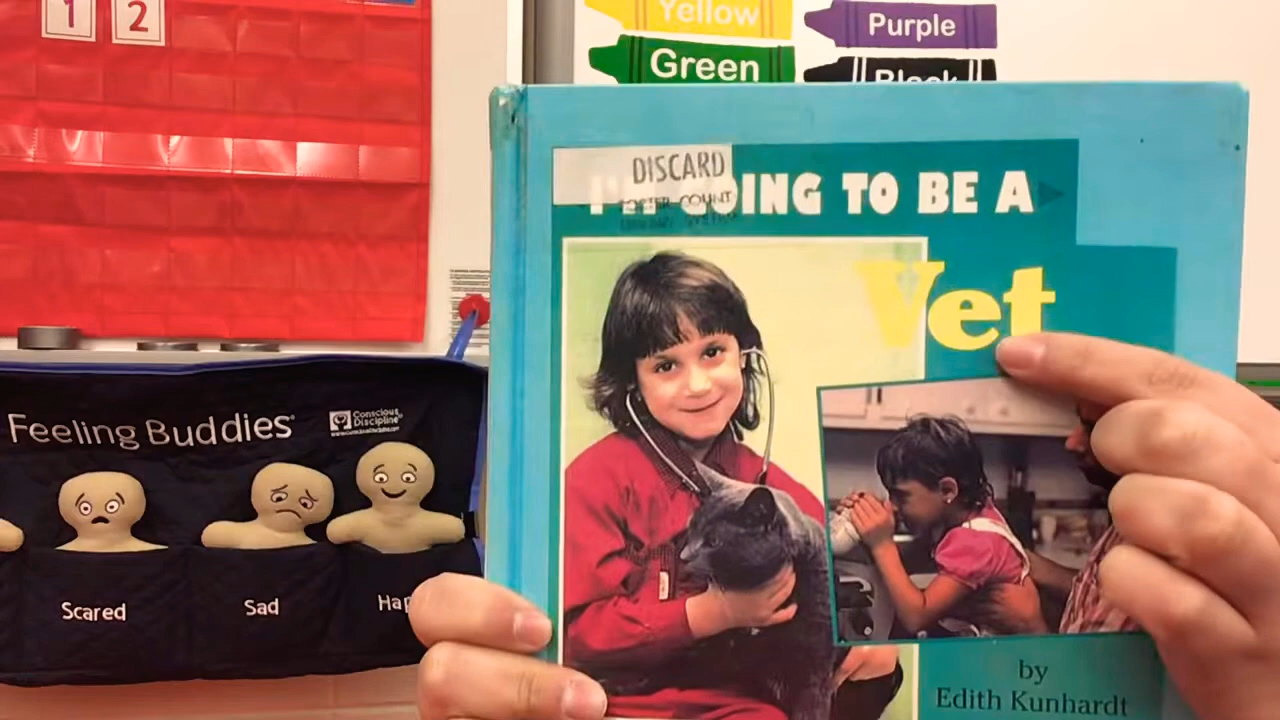 1 2
Yellow
Purple
Green
Black
DISCARD
I'M GOING TO BE A
Vet
Feeling Buddies®
Conscious
Discipline
Scared
Sad
Hap
by
Edith Kunhardt